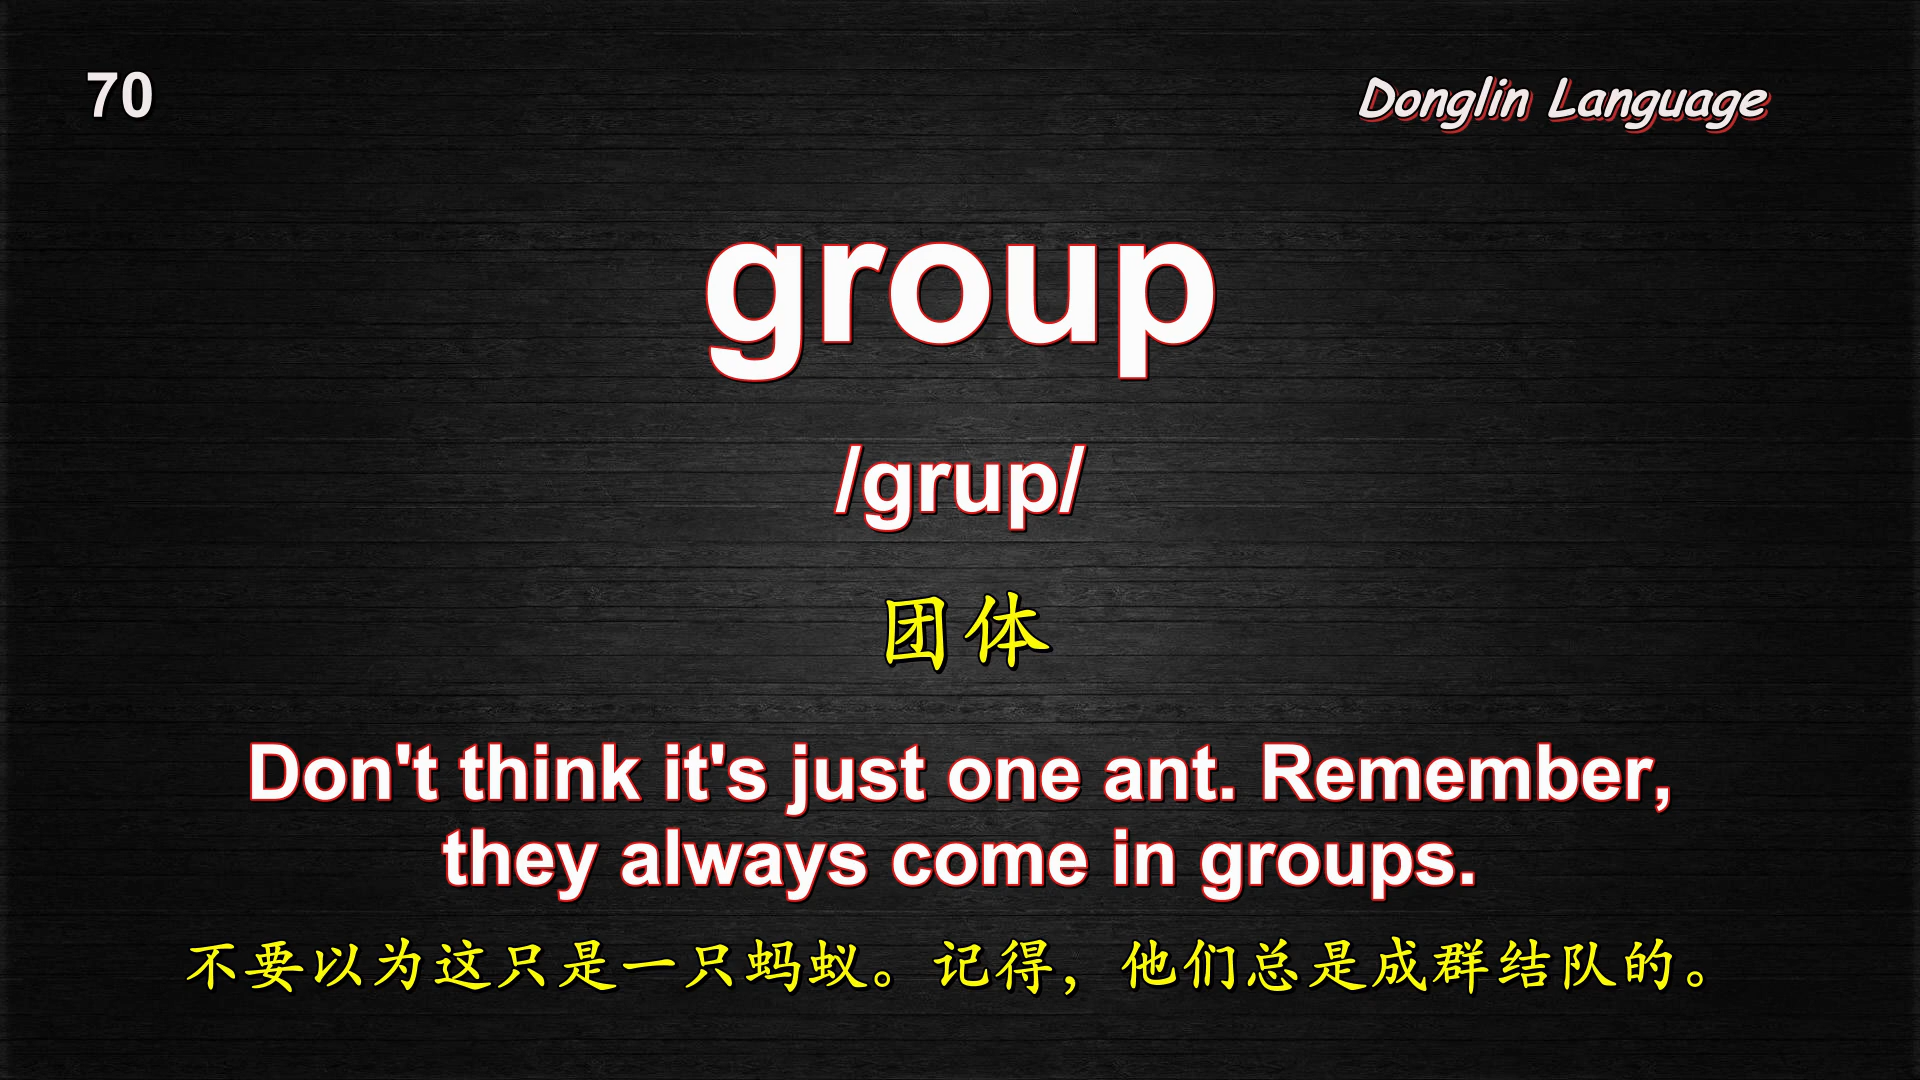 70
Donglin Language
group
/grup/
团体
Don't think it's just one ant. Remember,
they always come in groups.
不要以为这只是一只蚂蚁。记得，他们总是成群结队的。